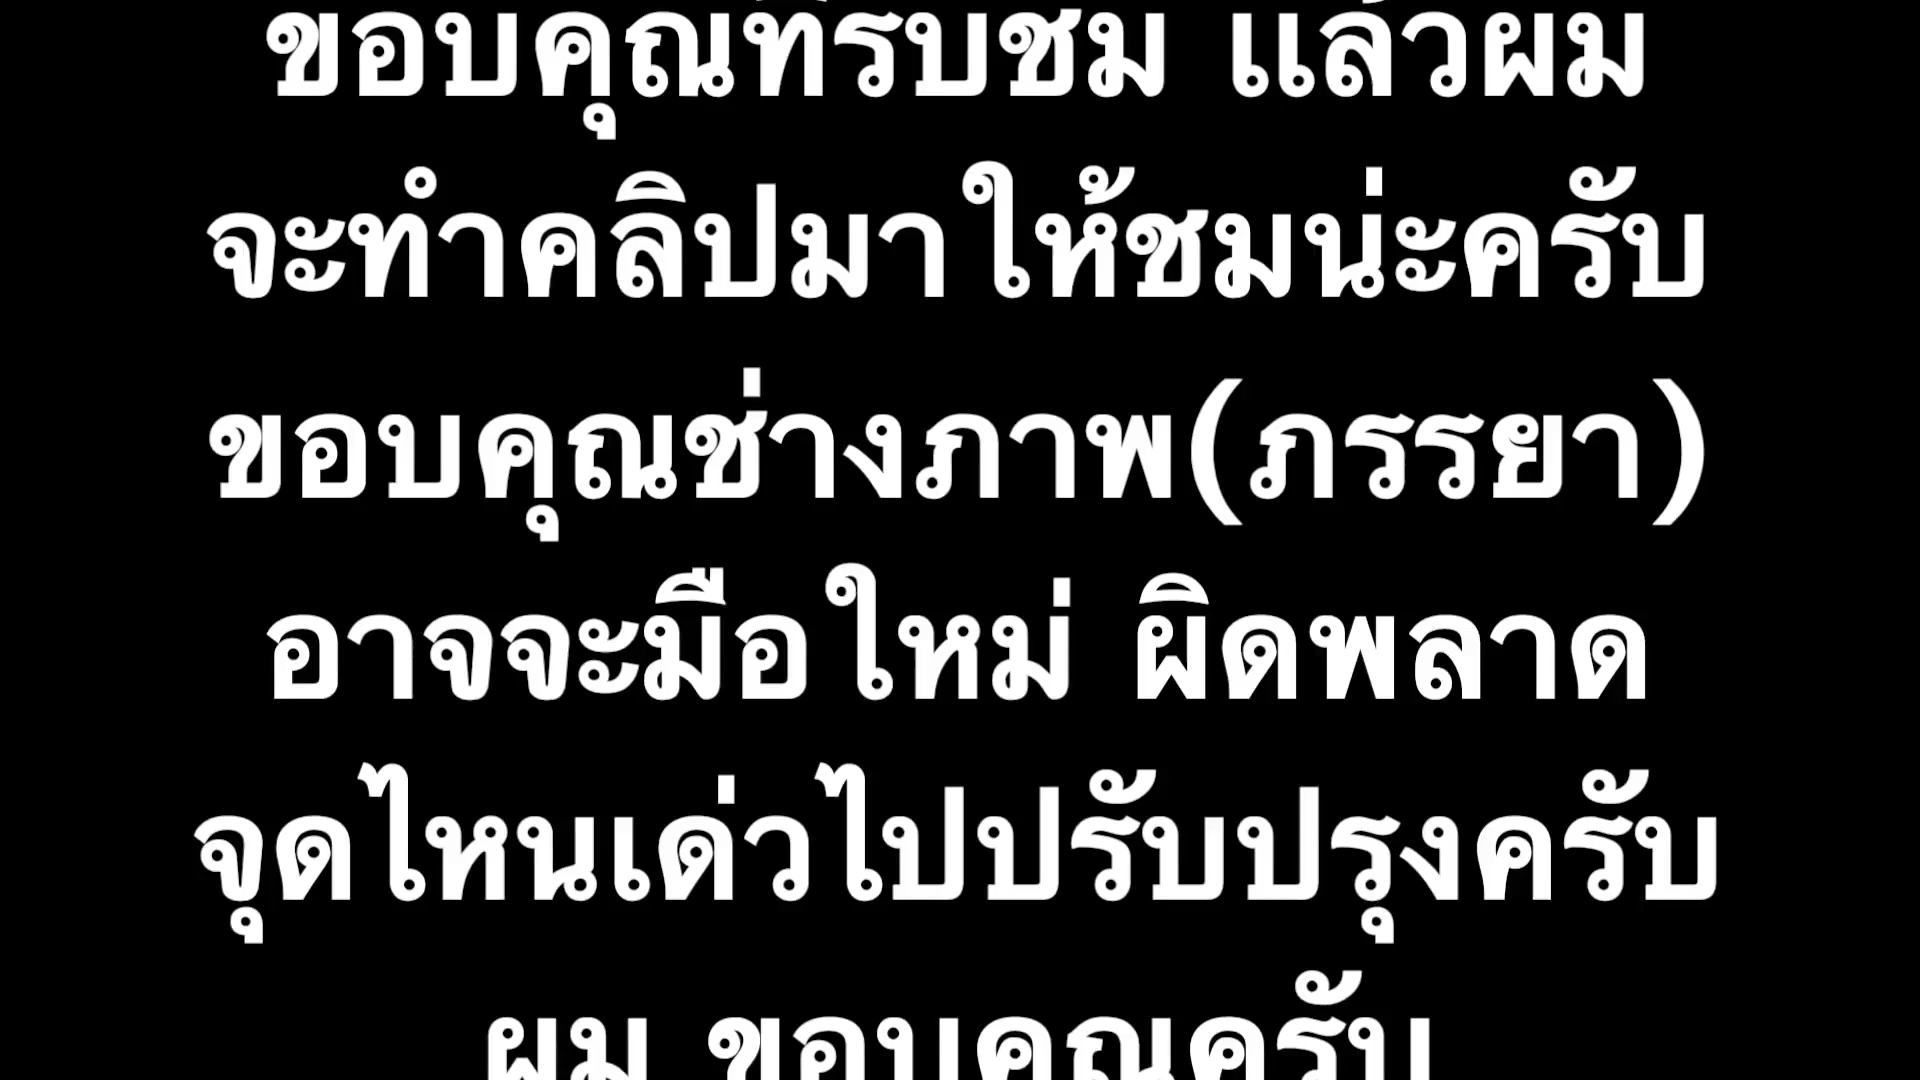 ขอบคุณที่รับชม แล้วผม
จะทำคลิปมาให้ชมน่ะครับ
ขอบคุณช่างภาพ(ภรรยา)
อาจจะมือใหม่ ผิดพลาด
จุดไหนเด่วไปปรับปรุงครับ
ผม ขอบคุณครับ